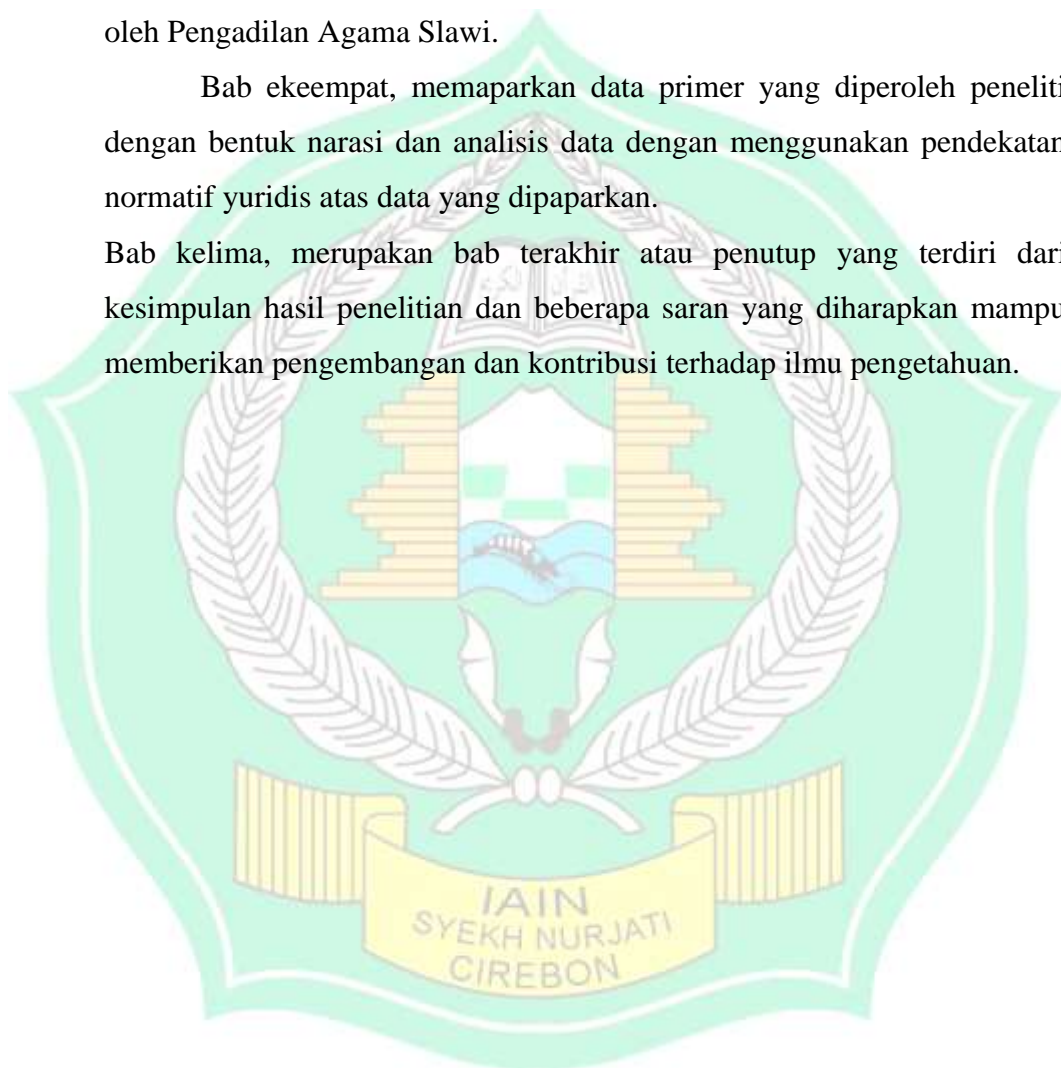 oleh Pengadilan Agama Slawi.
Bab ekeempat, memaparkan data primer yang diperoleh peneliti
dengan bentuk narasi dan analisis data dengan menggunakan pendekatan
normatif yuridis atas data yang dipaparkan.
Bab kelima, merupakan bab terakhir atau penutup yang terdiri dari
kesimpulan hasil penelitian dan beberapa saran yang diharapkan mampu
memberikan pengembangan dan kontribusi terhadap ilmu pengetahuan.
IAIN
SYEKH NURJATI
CIREBON